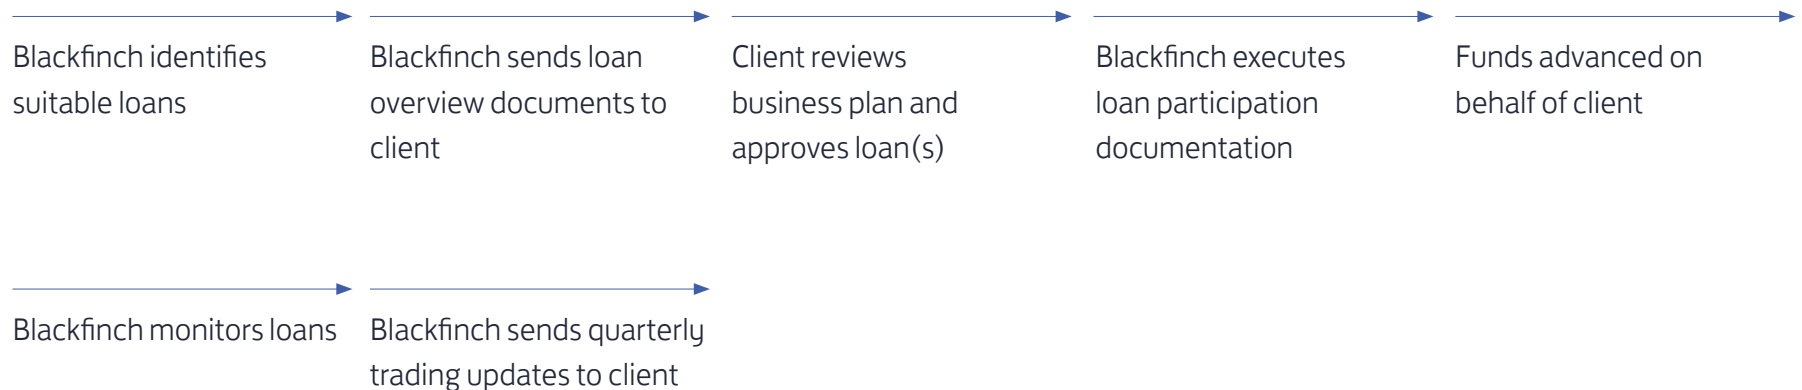 Blackfinch identifies
suitable loans
Blackfinch sends loan
overview documents to
client
Client reviews
business plan and
approves loan(s)
Blackfinch executes
loan participation
documentation
Funds advanced on
behalf of client
Blackfinch monitors loans
Blackfinch sends quarterly
trading updates to client